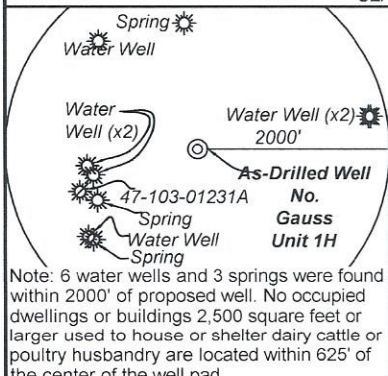 Spring
Water Well
Water
Well (x2)
Water Well (x2)
2000'
As-Drilled Well
No.
Gauss
Unit 1H
47-103-01231A
Spring
Water Well
Spring
Note: 6 water wells and 3 springs were found
within 2000' of proposed well. No occupied
dwellings or buildings 2,500 square feet or
larger used to house or shelter dairy cattle or
poultry husbandry are located within 625' of
the center of the well pad